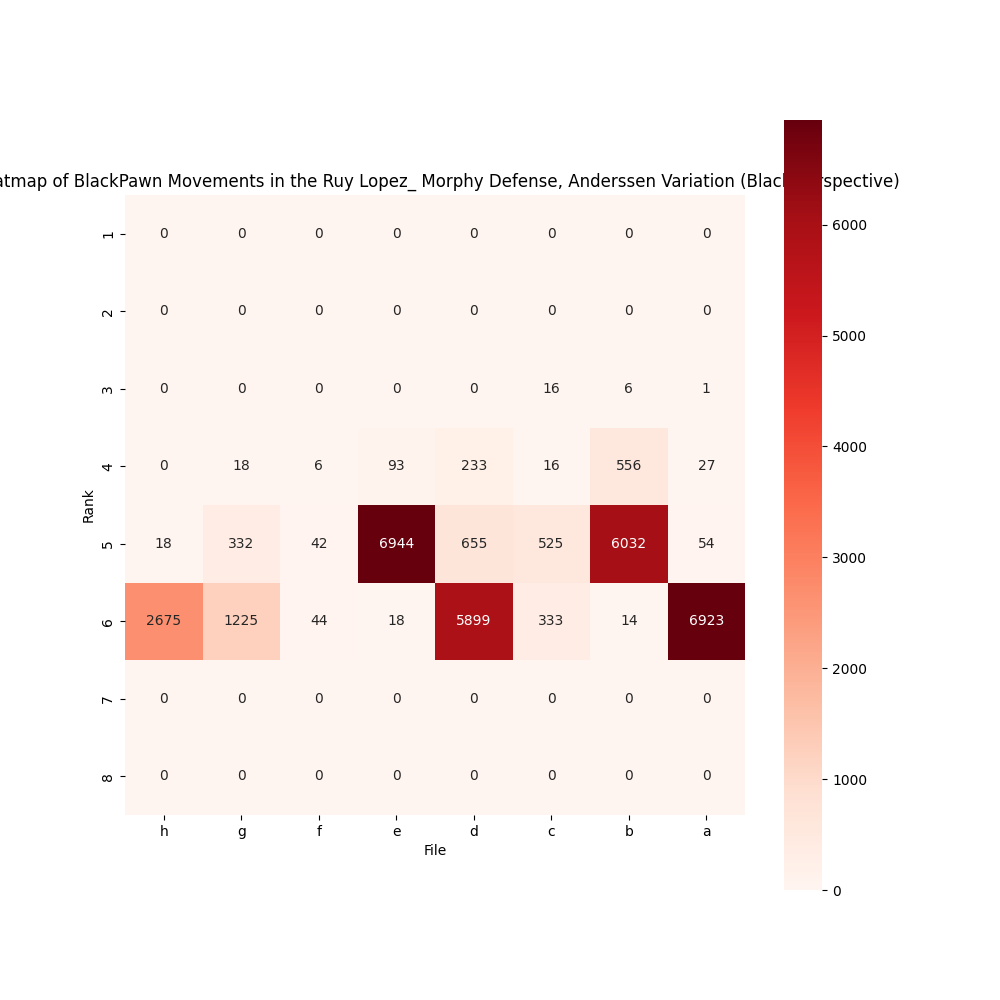 atmap of BlackPawn Movements in the Ruy Lopez_ Morphy Defense, Anderssen Variation (Blac rspective)
1 0 0 0 0 0 0 0 0
2 0 0 0 0 0 0 0 0
3 0 0 0 0 0 16 6 1
4 0 18 6 93 233 16 556 27
5 18 332 42 6944 655 525 6032 54
6 2675 1225 44 18 5899 333 14 6923
7 0 0 0 0 0 0 0 0
8 0 0 0 0 0 0 0 0
h g f e d c b a
File
Rank
6000
5000
4000
3000
2000
1000
0